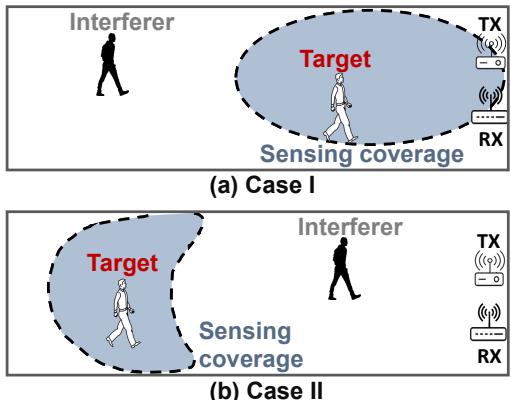 Interferer
TX
Target
RX
Sensing coverage
(a) Case I
Interferer
TX
Target
Sensing
coverage
RX
(b) Case II